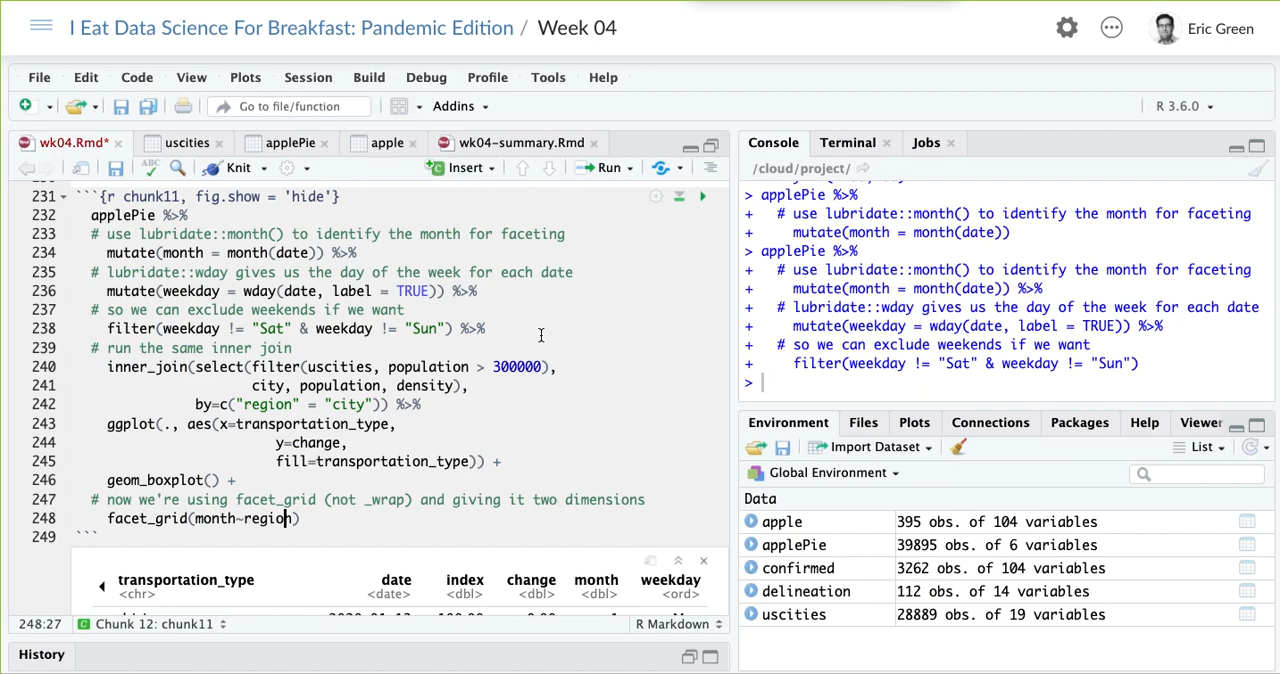 I Eat Data Science For Breakfast: Pandemic Edition / Week 04
Eric Green
File Edit Code View Plots Session Build Debug Profile Tools Help
Go to file/function Addins R 3.6.0
wk04.Rmd* uscities applePie apple wk04-summary.Rmd
ABC Knit Insert Run
231 ```{r chunk11, fig.show = 'hide'}
232 applePie %>%
233 # use lubridate::month() to identify the month for faceting
234 mutate(month = month(date)) %>%
235 # lubridate::wday gives us the day of the week for each date
236 mutate(weekday = wday(date, label = TRUE)) %>%
237 # so we can exclude weekends if we want
238 filter(weekday != "Sat" & weekday != "Sun") %>%
239 # run the same inner join
240 inner_join(select(filter(uscities, population > 300000),
241 city, population, density),
242 by=c("region" = "city")) %>%
243 ggplot(., aes(x=transportation_type,
244 y=change,
245 fill=transportation_type)) +
246 geom_boxplot() +
247 # now we're using facet_grid (not _wrap) and giving it two dimensions
248 facet_grid(month~region)
249 ```
transportation_type date index change month weekday
<chr> <date> <dbl> <dbl> <dbl> <ord>
248:27 C Chunk 12: chunk11 R Markdown
History
Console Terminal Jobs
/cloud/project/
> applePie %>%
+ # use lubridate::month() to identify the month for faceting
+ mutate(month = month(date))
> applePie %>%
+ # use lubridate::month() to identify the month for faceting
+ mutate(month = month(date)) %>%
+ # lubridate::wday gives us the day of the week for each date
+ mutate(weekday = wday(date, label = TRUE)) %>%
+ # so we can exclude weekends if we want
+ filter(weekday != "Sat" & weekday != "Sun")
>
Environment Files Plots Connections Packages Help Viewer
Import Dataset List
Global Environment
Data
apple 395 obs. of 104 variables
applePie 39895 obs. of 6 variables
confirmed 3262 obs. of 104 variables
delineation 112 obs. of 14 variables
uscities 28889 obs. of 19 variables